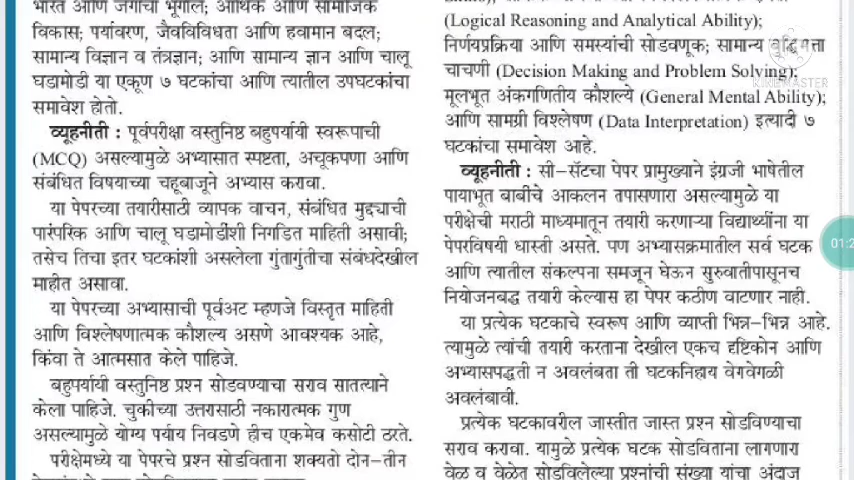 भारत आणि जगाचा भूगोल; आर्थिक आणि सामाजिक
विकास; पर्यावरण, जैवविविधता आणि हवामान बदल;
सामान्य विज्ञान व तंत्रज्ञान; आणि सामान्य ज्ञान आणि चालू
घडामोडी या एकूण ७ घटकांचा आणि त्यातील उपघटकांचा
समावेश होतो.
व्यूहनीती : पूर्वपरीक्षा वस्तुनिष्ठ बहुपर्यायी स्वरूपाची
(MCQ) असल्यामुळे अभ्यासात स्पष्टता, अचूकपणा आणि
संबंधित विषयाच्या चहूबाजूने अभ्यास करावा.
या पेपरच्या तयारीसाठी व्यापक वाचन, संबंधित मुद्द्याची
पारंपरिक आणि चालू घडामोडींशी निगडित माहिती असावी;
तसेच तिचा इतर घटकांशी असलेला गुंतागुंतीचा संबंधदेखील
माहीत असावा.
या पेपरच्या अभ्यासाची पूर्वअट म्हणजे विस्तृत माहिती
आणि विश्लेषणात्मक कौशल्य असणे आवश्यक आहे,
किंवा ते आत्मसात केले पाहिजे.
बहुपर्यायी वस्तुनिष्ठ प्रश्न सोडवण्याचा सराव सातत्याने
केला पाहिजे. चुकीच्या उत्तरासाठी नकारात्मक गुण
असल्यामुळे योग्य पर्याय निवडणे हीच एकमेव कसोटी ठरते.
परीक्षेमध्ये या पेपरचे प्रश्न सोडविताना शक्यतो दोन-तीन
(Logical Reasoning and Analytical Ability);
निर्णयप्रक्रिया आणि समस्यांची सोडवणूक; सामान्य बुद्धिमत्ता
चाचणी (Decision Making and Problem Solving);
मूलभूत अंकगणितीय कौशल्ये (General Mental Ability);
आणि सामग्री विश्लेषण (Data Interpretation) इत्यादी ७
घटकांचा समावेश आहे.
व्यूहनीती : सी-सॅटचा पेपर प्रामुख्याने इंग्रजी भाषेतील
पायाभूत बाबींचे आकलन तपासणारा असल्यामुळे या
परीक्षेची मराठी माध्यमातून तयारी करणाऱ्या विद्यार्थ्यांना या
पेपरविषयी धास्ती असते. पण अभ्यासक्रमातील सर्व घटक
आणि त्यातील संकल्पना समजून घेऊन सुरुवातीपासूनच
नियोजनबद्ध तयारी केल्यास हा पेपर कठीण वाटणार नाही.
या प्रत्येक घटकाचे स्वरूप आणि व्याप्ती भिन्न-भिन्न आहे.
त्यामुळे त्यांची तयारी करताना देखील एकच दृष्टिकोन आणि
अभ्यासपद्धती न अवलंबता ती घटकनिहाय वेगवेगळी
अवलंबावी.
प्रत्येक घटकावरील जास्तीत जास्त प्रश्न सोडविण्याचा
सराव करावा. यामुळे प्रत्येक घटक सोडविताना लागणारा
वेळ व वेळेत सोडविलेल्या प्रश्नांची संख्या यांचा अंदाज
KINEMASTER